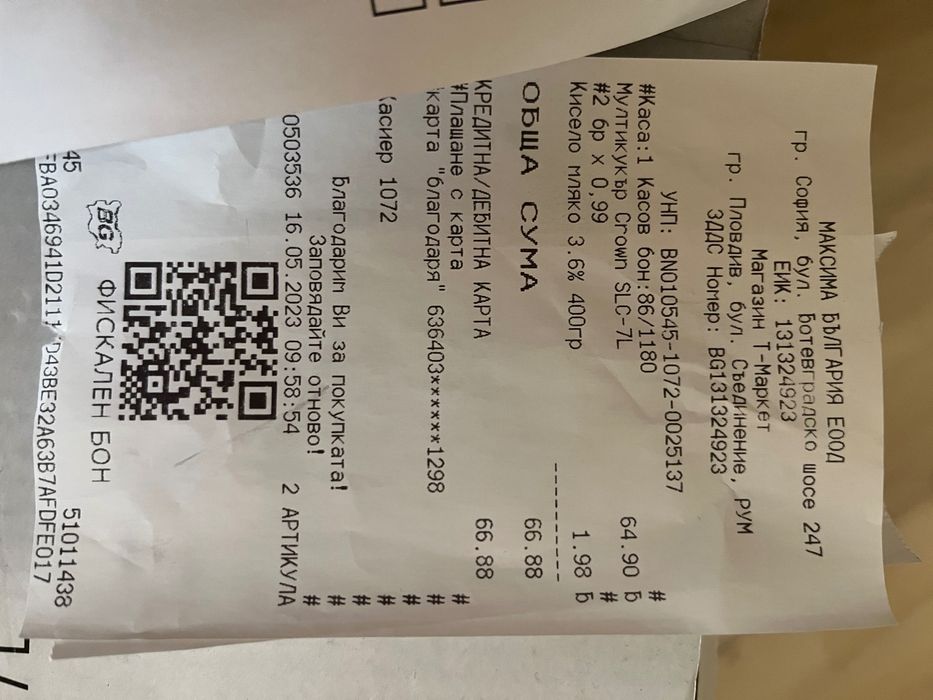 МАКСИМА БЪЛГАРИЯ ЕООД
гр. София, бул. Ботевградско шосе 247
ЕИК: 131324923
Магазин Т-Маркет
гр. Пловдив, бул. Съединение, РУМ
ЗДДС Номер: BG131324923
УНП: BN010545-1072-0025137
#Каса:1 Касов бон:86/1180 #
Мултикукър Crown SLC-7L 64.90 Б
#2 бр x 0,99 #
Кисело мляко 3.6% 400гр 1.98 Б
------------
ОБЩА СУМА 66.88
КРЕДИТНА/ДЕБИТНА КАРТА 66.88
#Плащане с карта #
карта "благодаря" 636403******1298 #
#
Касиер 1072 #
#
Благодарим Ви за покупката! #
Заповядайте отново! #
0503536 16.05.2023 09:58:54 2 АРТИКУЛА
BG ФИСКАЛЕН БОН
45 51011438